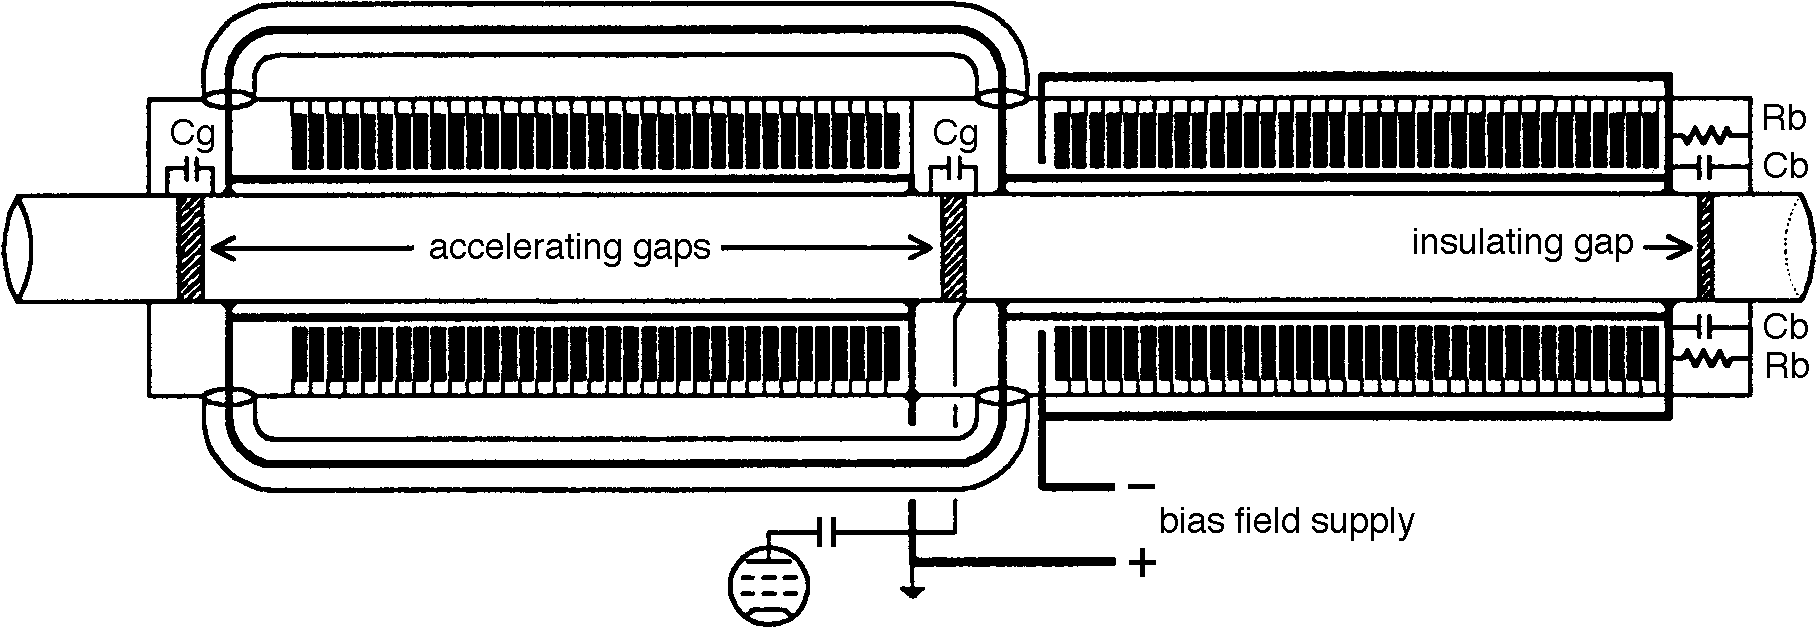 Cg
Cg
Rb
Cb
accelerating gaps
insulating gap
Cb
Rb
−
bias field supply
+